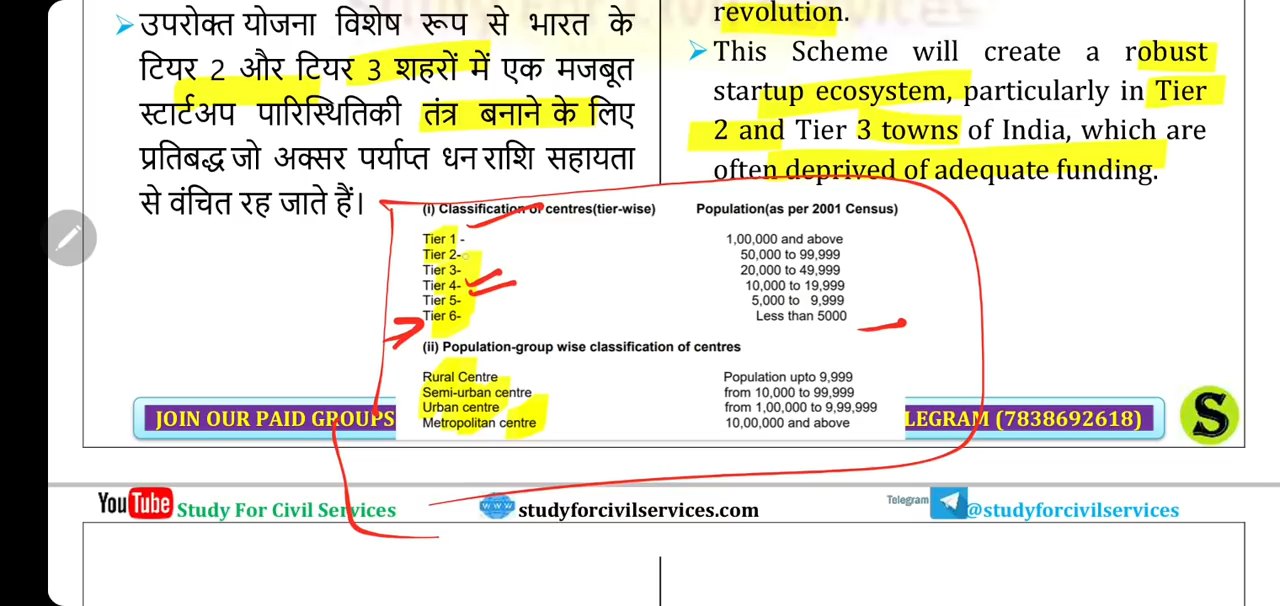 ➤ उपरोक्त योजना विशेष रूप से भारत के
टियर 2 और टियर 3 शहरों में एक मजबूत
स्टार्टअप पारिस्थितिकी तंत्र बनाने के लिए
प्रतिबद्ध जो अक्सर पर्याप्त धन राशि सहायता
से वंचित रह जाते हैं।
revolution.
➤ This Scheme will create a robust
startup ecosystem, particularly in Tier
2 and Tier 3 towns of India, which are
often deprived of adequate funding.
(i) Classification of centres(tier-wise) Population(as per 2001 Census)
Tier 1 - 1,00,000 and above
Tier 2- 50,000 to 99,999
Tier 3- 20,000 to 49,999
Tier 4- 10,000 to 19,999
Tier 5- 5,000 to 9,999
Tier 6- Less than 5000
(ii) Population-group wise classification of centres
Rural Centre Population upto 9,999
Semi-urban centre from 10,000 to 99,999
Urban centre from 1,00,000 to 9,99,999
Metropolitan centre 10,00,000 and above
JOIN OUR PAID GROUPS LEGRAM (7838692618) S
YouTube Study For Civil Services www studyforcivilservices.com Telegram @studyforcivilservices